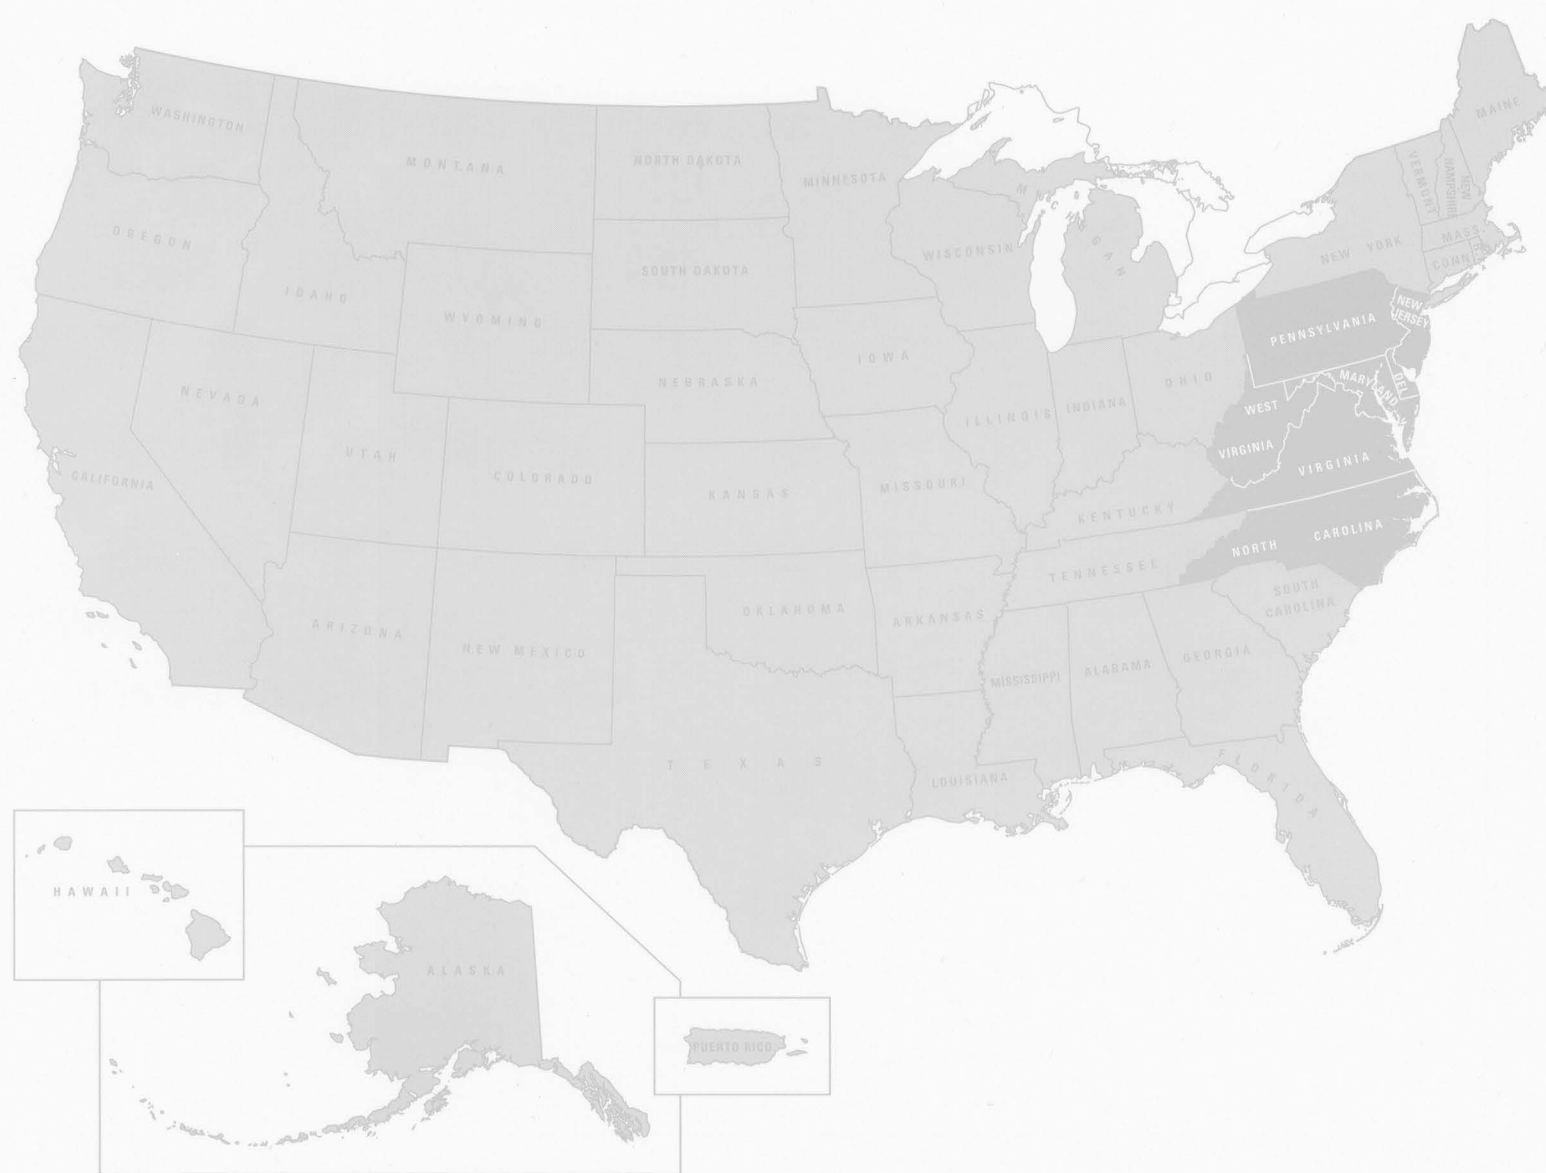 WASHINGTON
MONTANA
NORTH DAKOTA
MINNESOTA
MAINE
VERMONT
NEW
HAMPSHIRE
OREGON
IDAHO
WYOMING
SOUTH DAKOTA
WISCONSIN
MICHIGAN
NEW YORK
MASS
CONN
NEW
JERSEY
PENNSYLVANIA
NEVADA
UTAH
COLORADO
NEBRASKA
IOWA
ILLINOIS
INDIANA
OHIO
MARYLAND
DEL
WEST
VIRGINIA
VIRGINIA
CALIFORNIA
KANSAS
MISSOURI
KENTUCKY
NORTH CAROLINA
TENNESSEE
SOUTH
CAROLINA
ARIZONA
NEW MEXICO
OKLAHOMA
ARKANSAS
MISSISSIPPI
ALABAMA
GEORGIA
TEXAS
LOUISIANA
FLORIDA
HAWAII
ALASKA
PUERTO RICO